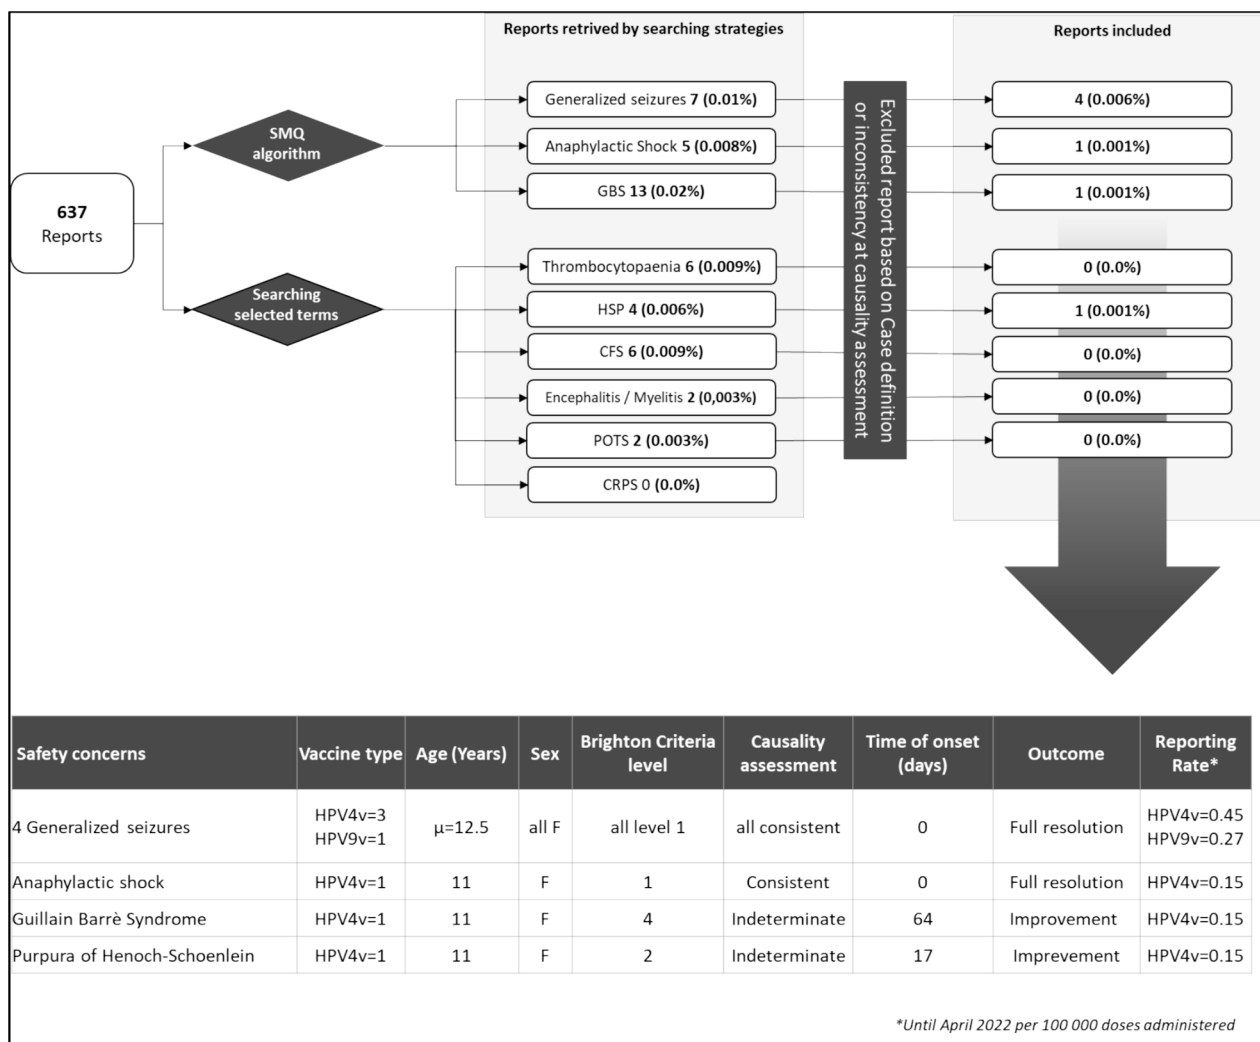 Reports retrived by searching strategies
Reports included
637
Reports
SMQ
algorithm
Searching
selected terms
Generalized seizures 7 (0.01%)
Anaphylactic Shock 5 (0.008%)
GBS 13 (0.02%)
Thrombocytopaenia 6 (0.009%)
HSP 4 (0.006%)
CFS 6 (0.009%)
Encephalitis / Myelitis 2 (0,003%)
POTS 2 (0.003%)
CRPS 0 (0.0%)
Excluded report based on Case definition
or inconsistency at causality assessment
4 (0.006%)
1 (0.001%)
1 (0.001%)
0 (0.0%)
1 (0.001%)
0 (0.0%)
0 (0.0%)
0 (0.0%)
Safety concerns Vaccine type Age (Years) Sex Brighton Criteria level Causality assessment Time of onset (days) Outcome Reporting Rate*
4 Generalized seizures HPV4v=3 HPV9v=1 μ=12.5 all F all level 1 all consistent 0 Full resolution HPV4v=0.45 HPV9v=0.27
Anaphylactic shock HPV4v=1 11 F 1 Consistent 0 Full resolution HPV4v=0.15
Guillain Barrè Syndrome HPV4v=1 11 F 4 Indeterminate 64 Improvement HPV4v=0.15
Purpura of Henoch-Schoenlein HPV4v=1 11 F 2 Indeterminate 17 Imprevement HPV4v=0.15
*Until April 2022 per 100 000 doses administered